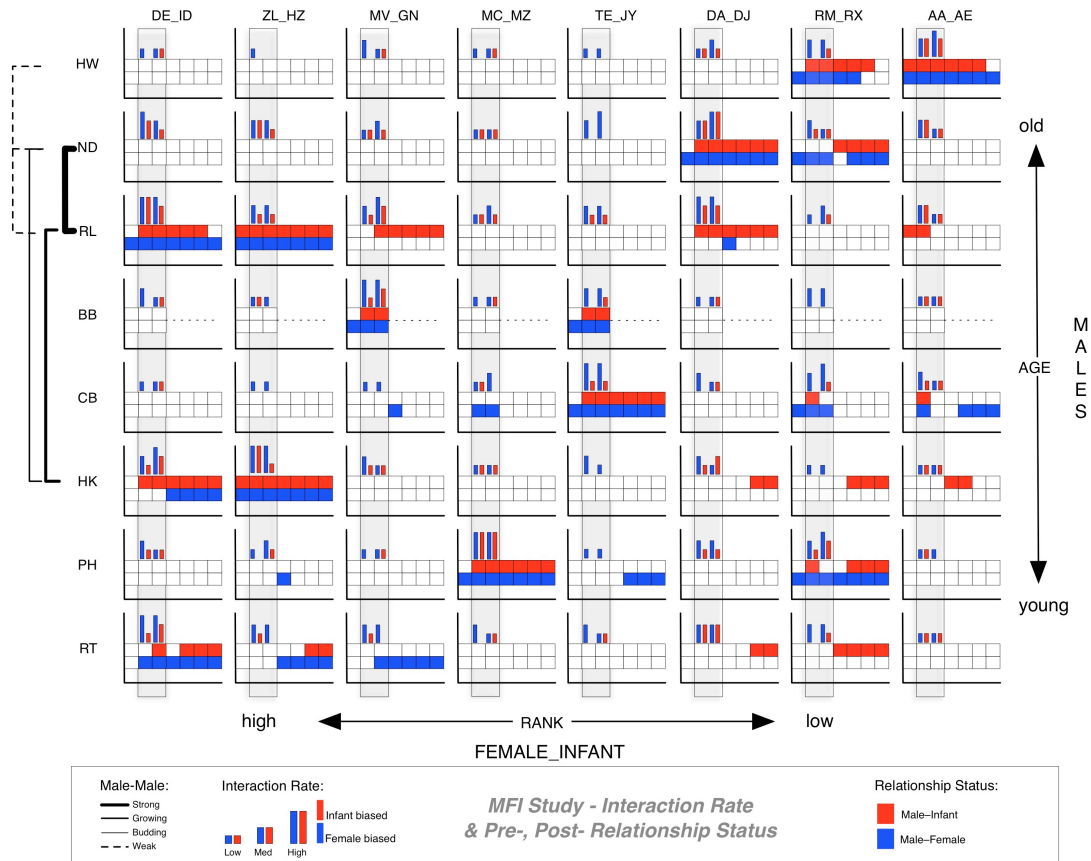 DE_ID ZL_HZ MV_GN MC_MZ TE_JY DA_DJ RM_RX AA_AE
HW
ND
RL
BB
CB
HK
PH
RT
old
AGE
young
M
A
L
E
S
high RANK low
FEMALE_INFANT
Male-Male:
Strong
Growing
Budding
Weak
Interaction Rate:
Infant biased
Female biased
Low Med High
MFI Study - Interaction Rate
& Pre-, Post- Relationship Status
Relationship Status:
Male–Infant
Male–Female